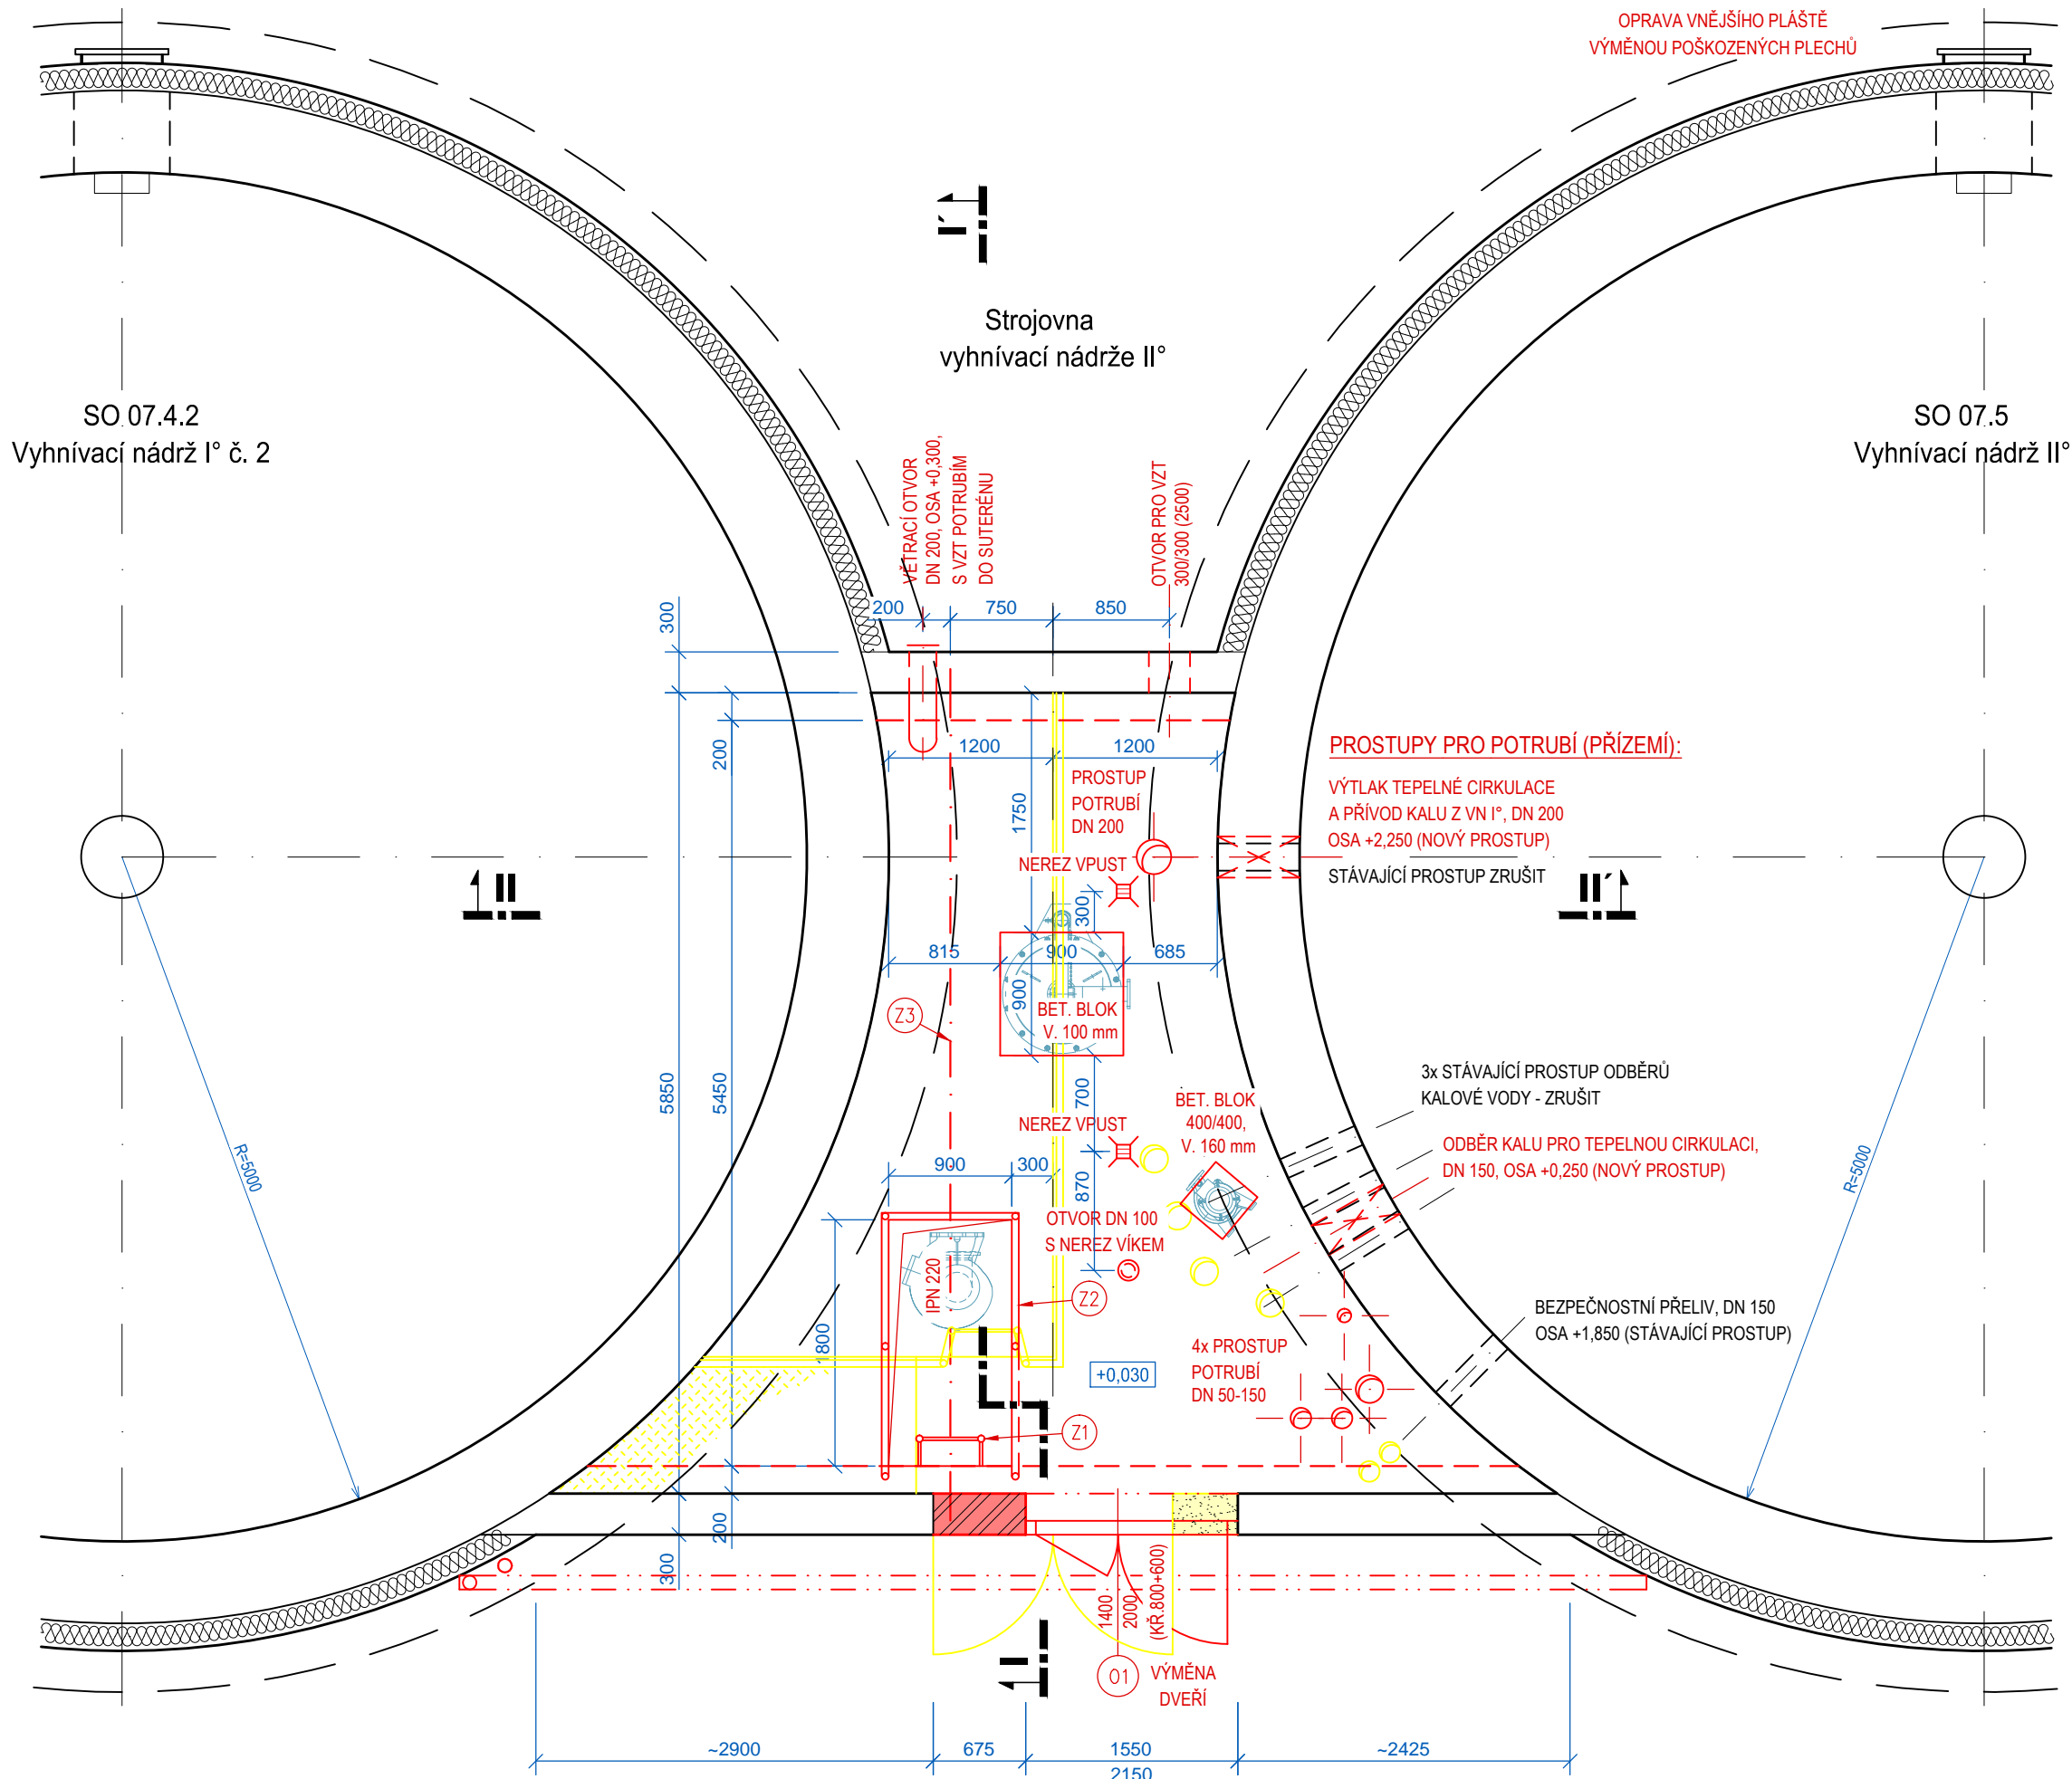 OPRAVA VNĚJŠÍHO PLÁŠTĚ
VÝMĚNOU POŠKOZENÝCH PLECHŮ
I´
Strojovna
vyhnívací nádrže II°
SO 07.4.2
Vyhnívací nádrž I° č. 2
SO 07.5
Vyhnívací nádrž II°
VĚTRACÍ OTVOR
DN 200, OSA +0,300,
S VZT POTRUBÍM
DO SUTERÉNU
OTVOR PRO VZT
300/300 (2500)
200
750
850
300
200
1200
1200
1750
PROSTUP
POTRUBÍ
DN 200
NEREZ VPUST
300
PROSTUPY PRO POTRUBÍ (PŘÍZEMÍ):
VÝTLAK TEPELNÉ CIRKULACE
A PŘÍVOD KALU Z VN I°, DN 200
OSA +2,250 (NOVÝ PROSTUP)
STÁVAJÍCÍ PROSTUP ZRUŠIT
II
II´
815
900
685
900
BET. BLOK
V. 100 mm
Z3
5850
5450
700
NEREZ VPUST
BET. BLOK
400/400,
V. 160 mm
3x STÁVAJÍCÍ PROSTUP ODBĚRŮ
KALOVÉ VODY - ZRUŠIT
ODBĚR KALU PRO TEPELNOU CIRKULACI,
DN 150, OSA +0,250 (NOVÝ PROSTUP)
R=5000
R=5000
900
300
870
OTVOR DN 100
S NEREZ VÍKEM
IPN 220
Z2
1800
BEZPEČNOSTNÍ PŘELIV, DN 150
OSA +1,850 (STÁVAJÍCÍ PROSTUP)
4x PROSTUP
POTRUBÍ
DN 50-150
+0,030
Z1
200
300
1400
2000
(KŘ.800+600)
I
O1
VÝMĚNA
DVEŘÍ
~2900
675
1550
~2425
2150